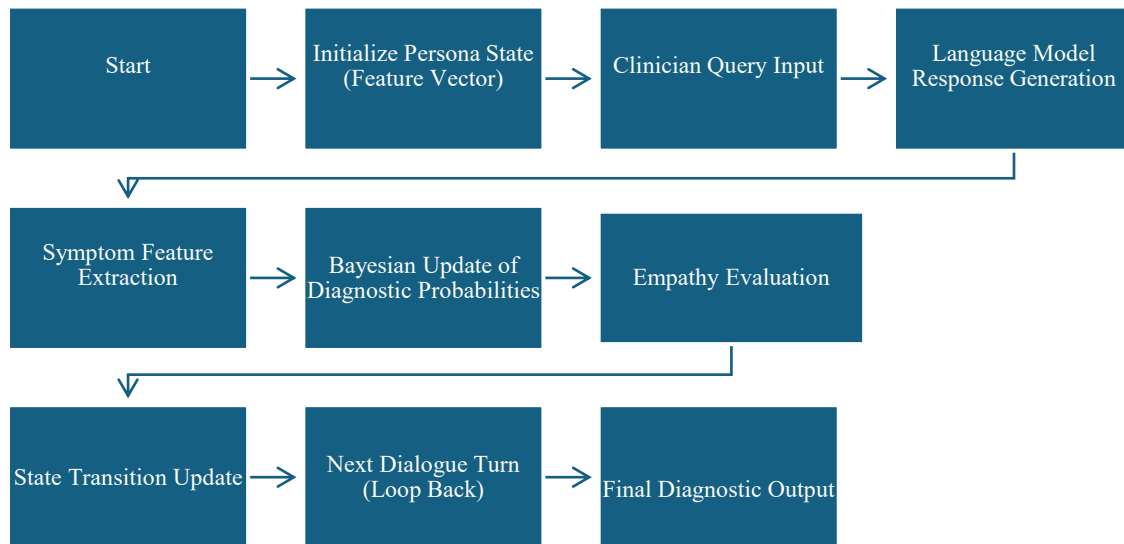 Start
Initialize Persona State
(Feature Vector)
Clinician Query Input
Language Model
Response Generation
Symptom Feature
Extraction
Bayesian Update of
Diagnostic Probabilities
Empathy Evaluation
State Transition Update
Next Dialogue Turn
(Loop Back)
Final Diagnostic Output